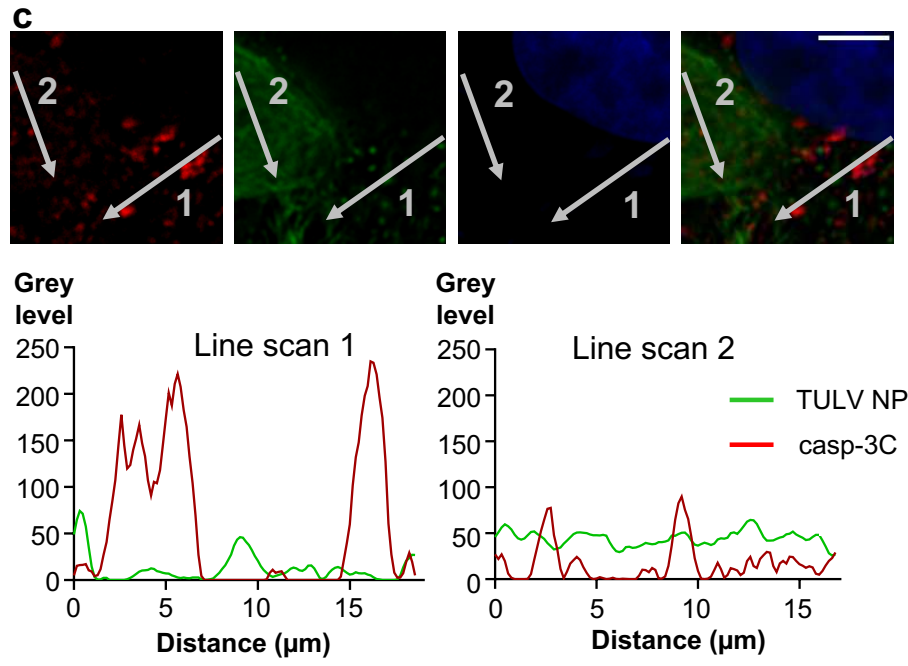 c
2 1
2 1
2 1
2 1
Grey level
Line scan 1
250
200
150
100
50
0
0 5 10 15
Distance (µm)
Grey level
Line scan 2
250
200
150
100
50
0
0 5 10 15
Distance (µm)
TULV NP
casp-3C